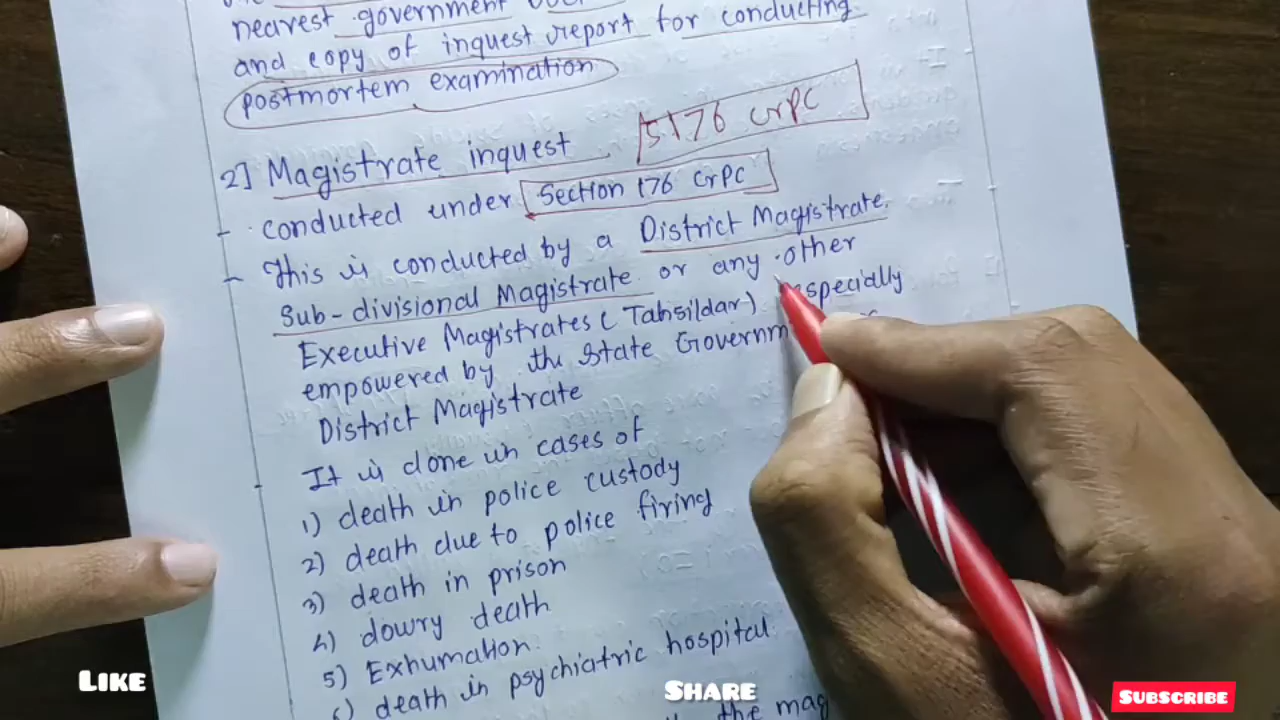 nearest government
and copy of inquest report for conducting
postmortem examination
2] Magistrate inquest
S176 CrPC
- conducted under Section 176 CrPC
- This is conducted by a District Magistrate,
Sub-divisional Magistrate or any other
Executive Magistrates (Tahsildar) especially
empowered by the State Governm
District Magistrate
It is done in cases of
1) death in police custody
2) death due to police firing
3) death in prison
4) dowry death
5) Exhumation.
6) death in psychiatric hospital
the mag
LIKE
SHARE
SUBSCRIBE